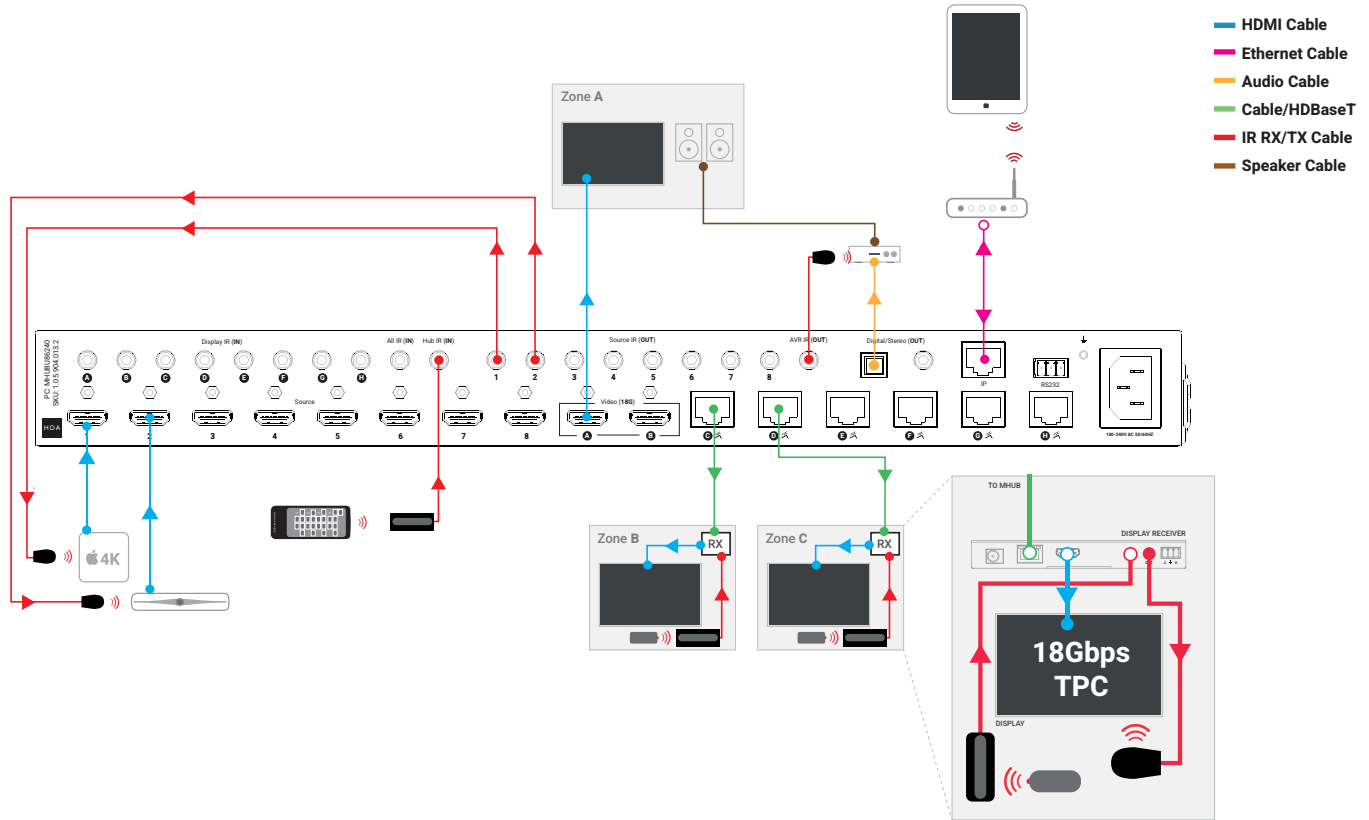 HDMI Cable
Ethernet Cable
Audio Cable
Cable/HDBaseT
IR RX/TX Cable
Speaker Cable
Zone A
PC: MHUBU86240
SKU: 1.0.5.904.013.2
Display IR (IN)
All IR (IN)
Hub IR (IN)
Source IR (OUT)
AVR IR (OUT)
Digital/Stereo (OUT)
A B C D E F G H
1 2 3 4 5 6 7 8
IP
RS232
Source
Video (18G)
HDA
1 2 3 4 5 6 7 8
A B C D E F G H
100-240V AC 50/60HZ
4K
Zone B
RX
Zone C
RX
TO MHUB
DISPLAY RECEIVER
18Gbps
TPC
DISPLAY